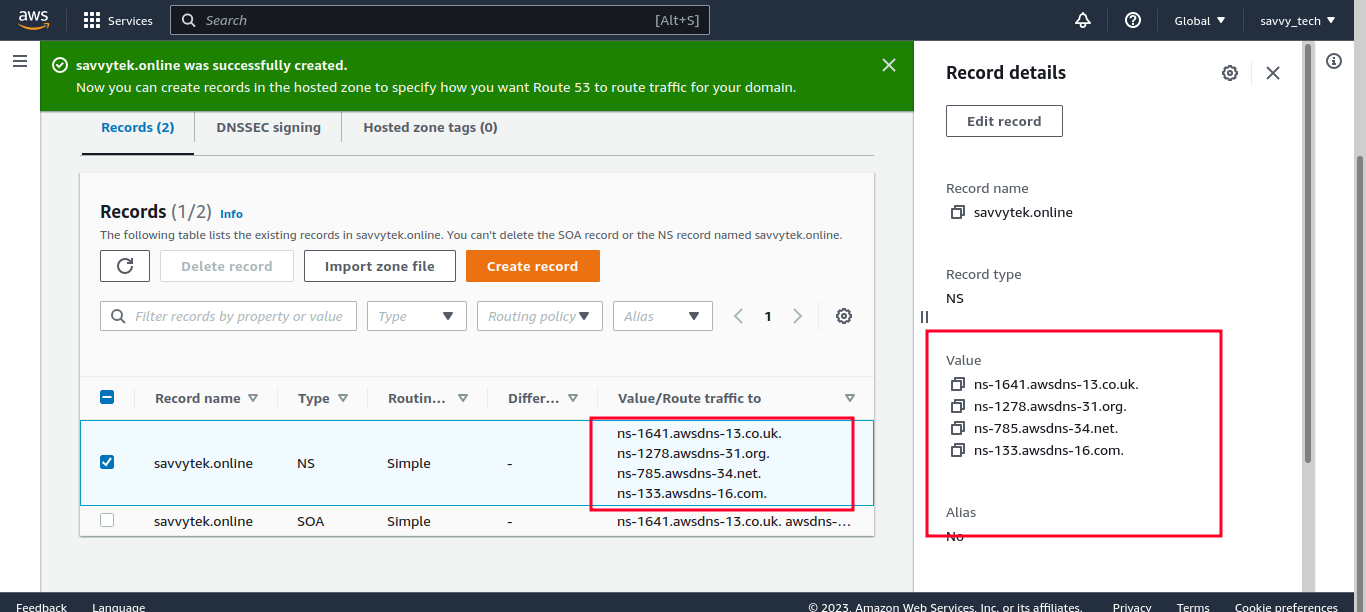 aws
Services
Search
[Alt+S]
Global
savvy_tech
savvytek.online was successfully created.
Now you can create records in the hosted zone to specify how you want Route 53 to route traffic for your domain.
Records (2)
DNSSEC signing
Hosted zone tags (0)
Records (1/2) Info
The following table lists the existing records in savvytek.online. You can't delete the SOA record or the NS record named savvytek.online.
Delete record
Import zone file
Create record
Filter records by property or value
Type
Routing policy
Alias
1
Record name
Type
Routin...
Differ...
Value/Route traffic to
savvytek.online
NS
Simple
-
ns-1641.awsdns-13.co.uk.
ns-1278.awsdns-31.org.
ns-785.awsdns-34.net.
ns-133.awsdns-16.com.
savvytek.online
SOA
Simple
-
ns-1641.awsdns-13.co.uk. awsdns-...
Record details
Edit record
Record name
savvytek.online
Record type
NS
Value
ns-1641.awsdns-13.co.uk.
ns-1278.awsdns-31.org.
ns-785.awsdns-34.net.
ns-133.awsdns-16.com.
Alias
No
Feedback
Language
© 2023, Amazon Web Services, Inc. or its affiliates.
Privacy
Terms
Cookie preferences